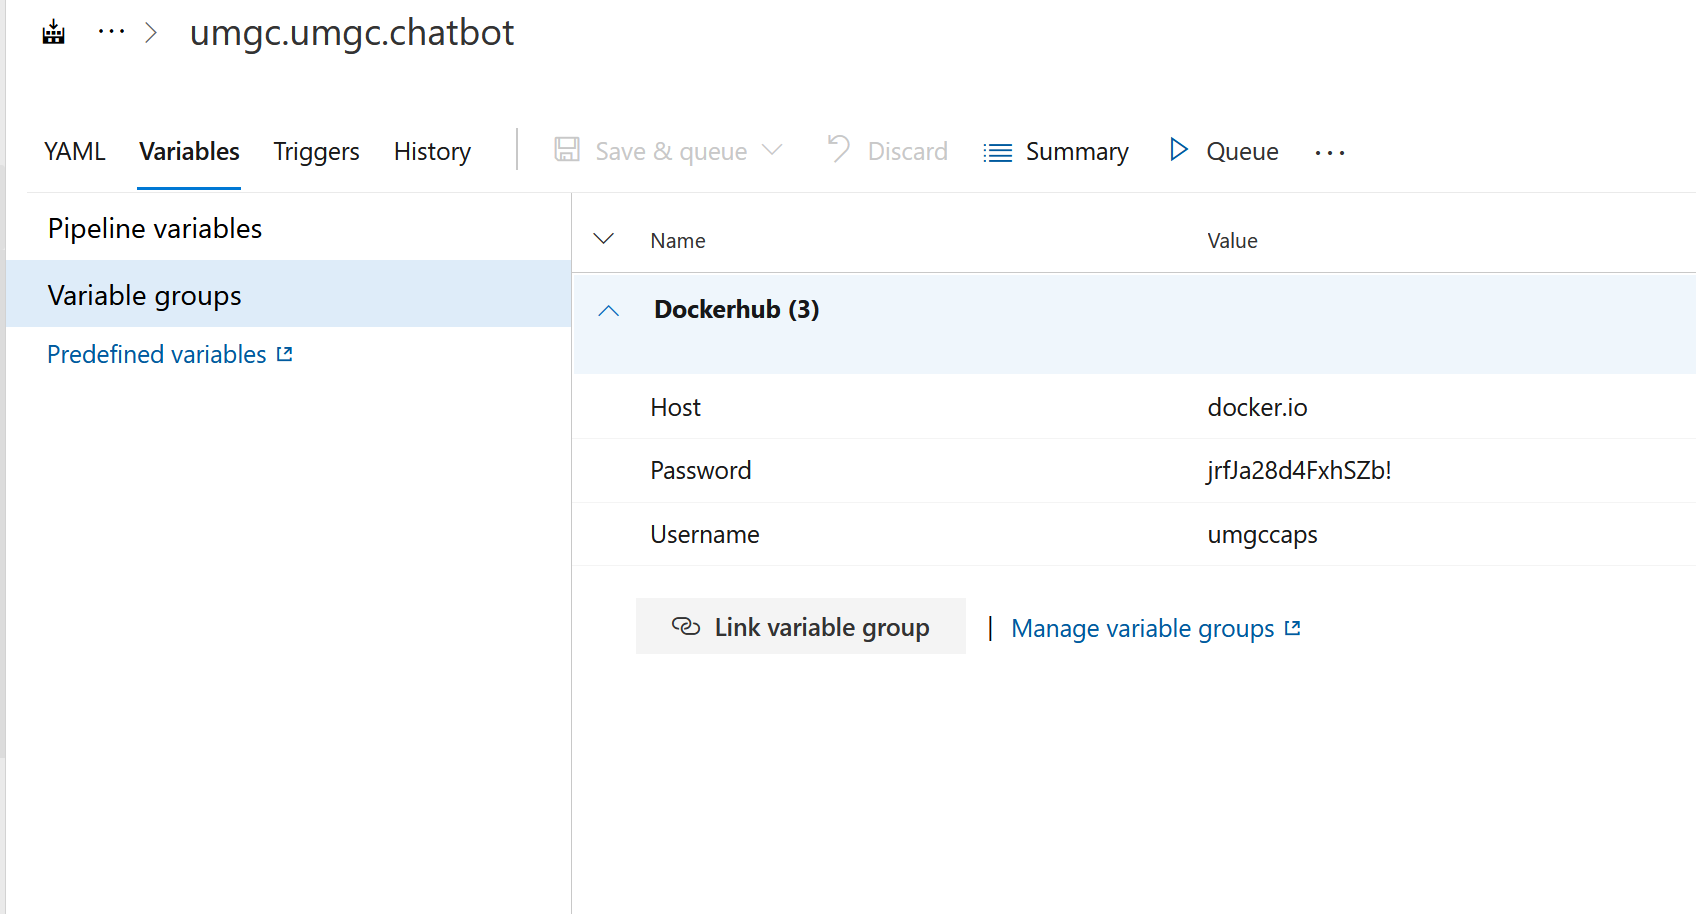 ··· > umgc.umgc.chatbot
YAML Variables Triggers History Save & queue Discard Summary Queue ···
Pipeline variables
Variable groups
Predefined variables
Name Value
Dockerhub (3)
Host docker.io
Password jrfJa28d4FxhSZb!
Username umgccaps
Link variable group | Manage variable groups